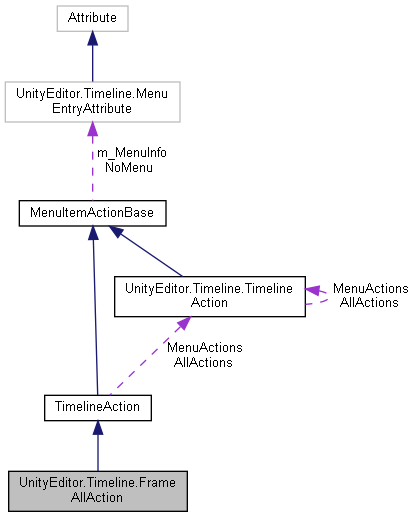 Attribute
UnityEditor.Timeline.Menu
EntryAttribute
m_MenuInfo
NoMenu
MenuItemActionBase
UnityEditor.Timeline.Timeline
Action
MenuActions
AllActions
MenuActions
AllActions
TimelineAction
UnityEditor.Timeline.Frame
AllAction